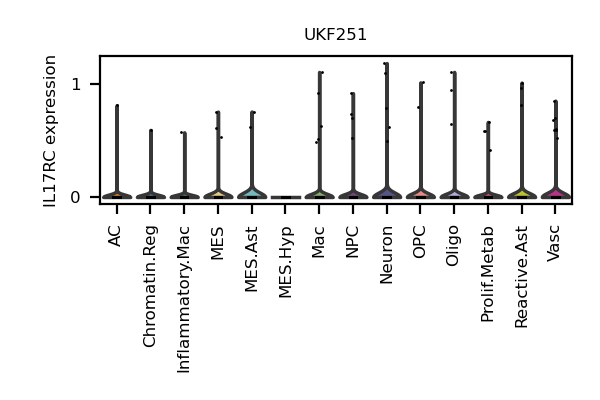 UKF251
IL17RC expression
1
0
AC
Chromatin.Reg
Inflammatory.Mac
MES
MES.Ast
MES.Hyp
Mac
NPC
Neuron
OPC
Oligo
Prolif.Metab
Reactive.Ast
Vasc